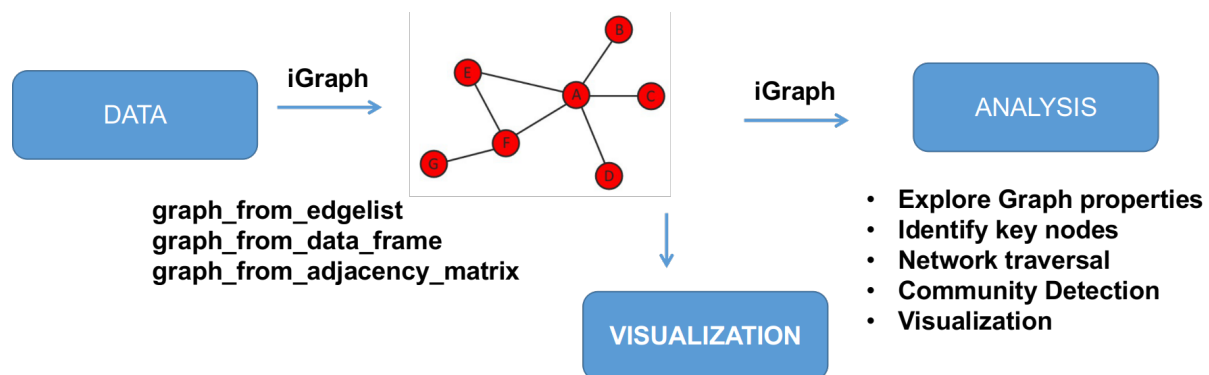 DATA
iGraph
graph_from_edgelist
graph_from_data_frame
graph_from_adjacency_matrix
B
E
A
C
F
G
D
VISUALIZATION
iGraph
ANALYSIS
• Explore Graph properties
• Identify key nodes
• Network traversal
• Community Detection
• Visualization